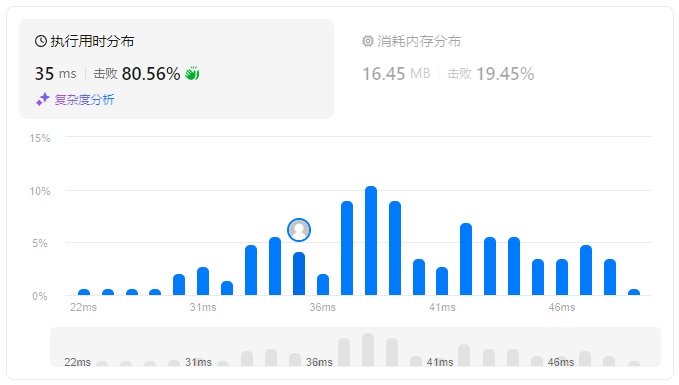 执行用时分布
35 ms 击败 80.56%
复杂度分析
消耗内存分布
16.45 MB 击败 19.45%
15%
10%
5%
0%
22ms 31ms 36ms 41ms 46ms
22ms 31ms 36ms 41ms 46ms